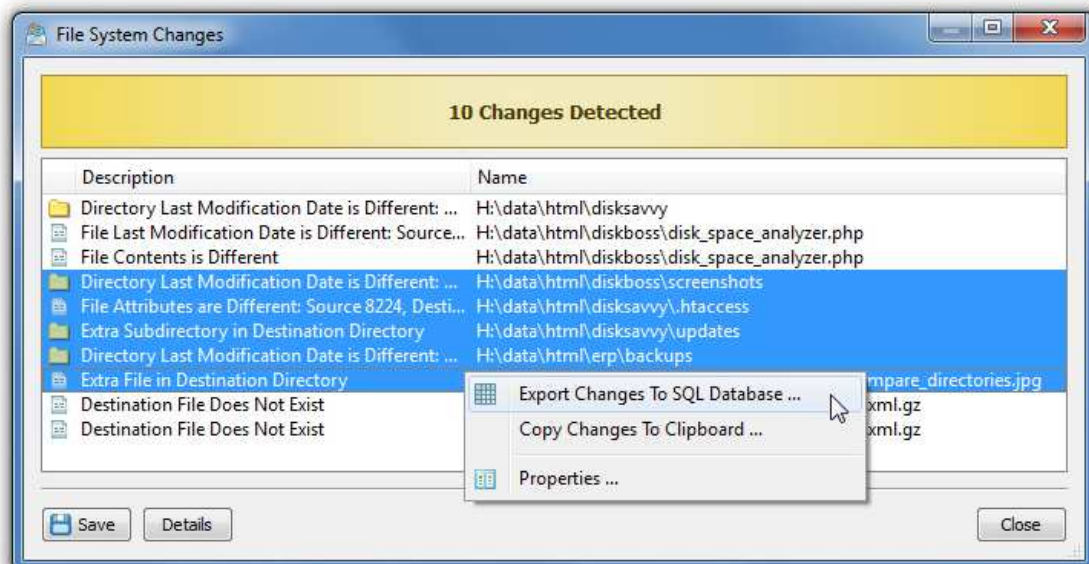 File System Changes
10 Changes Detected
Description Name
Directory Last Modification Date is Different: ... H:\data\html\disksavvy
File Last Modification Date is Different: Source... H:\data\html\diskboss\disk_space_analyzer.php
File Contents is Different H:\data\html\diskboss\disk_space_analyzer.php
Directory Last Modification Date is Different: ... H:\data\html\diskboss\screenshots
File Attributes are Different: Source 8224, Desti... H:\data\html\disksavvy\.htaccess
Extra Subdirectory in Destination Directory H:\data\html\disksavvy\updates
Directory Last Modification Date is Different: ... H:\data\html\erp\backups
Extra File in Destination Directory mpare_directories.jpg
Export Changes To SQL Database ...
Destination File Does Not Exist xml.gz
Destination File Does Not Exist xml.gz
Copy Changes To Clipboard ...
Properties ...
Save Details Close